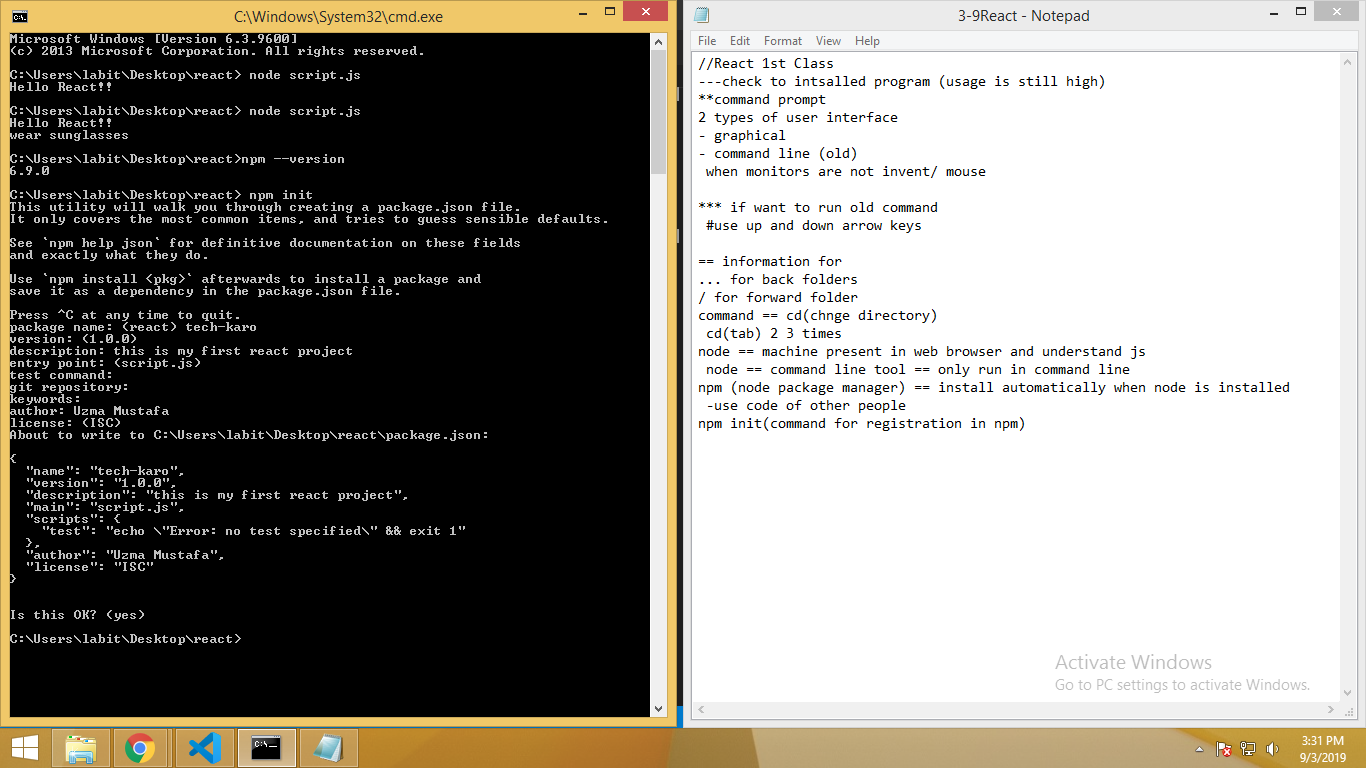 C:\Windows\System32\cmd.exe
Microsoft Windows [Version 6.3.9600]
(c) 2013 Microsoft Corporation. All rights reserved.
C:\Users\labit\Desktop\react> node script.js
Hello React!!
C:\Users\labit\Desktop\react> node script.js
Hello React!!
wear sunglasses
C:\Users\labit\Desktop\react>npm --version
6.9.0
C:\Users\labit\Desktop\react> npm init
This utility will walk you through creating a package.json file.
It only covers the most common items, and tries to guess sensible defaults.
See `npm help json` for definitive documentation on these fields
and exactly what they do.
Use `npm install <pkg>` afterwards to install a package and
save it as a dependency in the package.json file.
Press ^C at any time to quit.
package name: (react) tech-karo
version: (1.0.0)
description: this is my first react project
entry point: (script.js)
test command:
git repository:
keywords:
author: Uzma Mustafa
license: (ISC)
About to write to C:\Users\labit\Desktop\react\package.json:
{
  "name": "tech-karo",
  "version": "1.0.0",
  "description": "this is my first react project",
  "main": "script.js",
  "scripts": {
    "test": "echo \"Error: no test specified\" && exit 1"
  },
  "author": "Uzma Mustafa",
  "license": "ISC"
}
Is this OK? (yes)
C:\Users\labit\Desktop\react>
3-9React - Notepad
File Edit Format View Help
//React 1st Class
---check to intsalled program (usage is still high)
**command prompt
2 types of user interface
- graphical
- command line (old)
 when monitors are not invent/ mouse
*** if want to run old command
 #use up and down arrow keys
== information for
... for back folders
/ for forward folder
command == cd(chnge directory)
 cd(tab) 2 3 times
node == machine present in web browser and understand js
 node == command line tool == only run in command line
npm (node package manager) == install automatically when node is installed
 -use code of other people
npm init(command for registration in npm)
Activate Windows
Go to PC settings to activate Windows.
C:\_
3:31 PM
9/3/2019